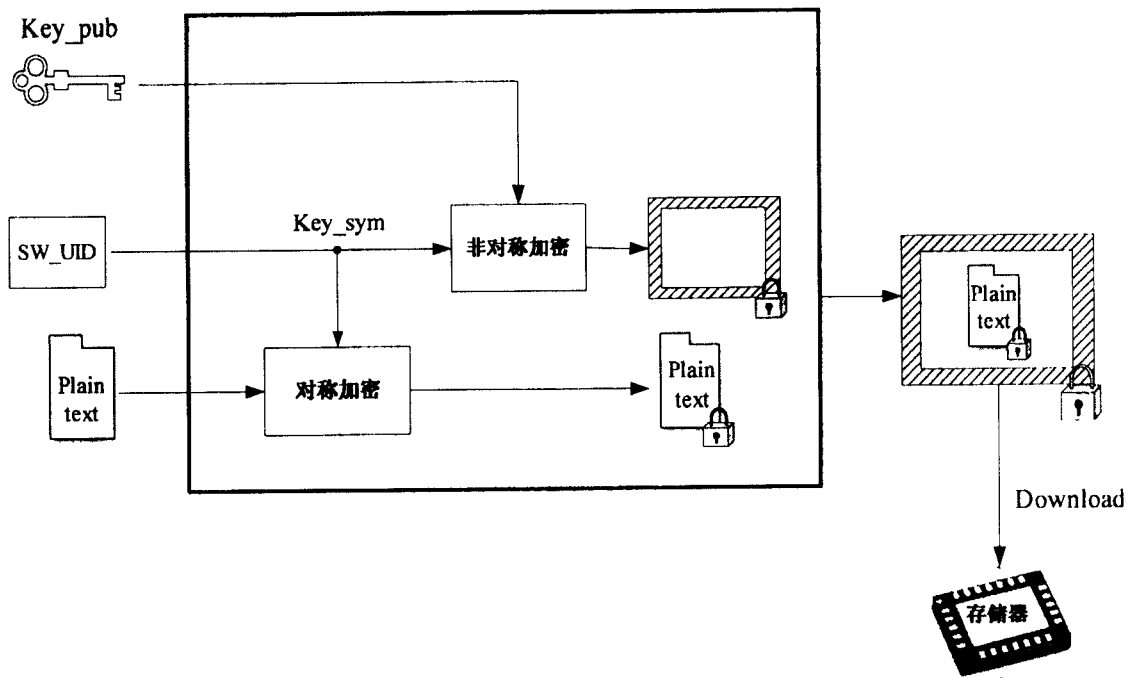 Key_pub
SW_UID
Key_sym
非对称加密
Plain
text
对称加密
Plain
text
Plain
text
Download
存储器